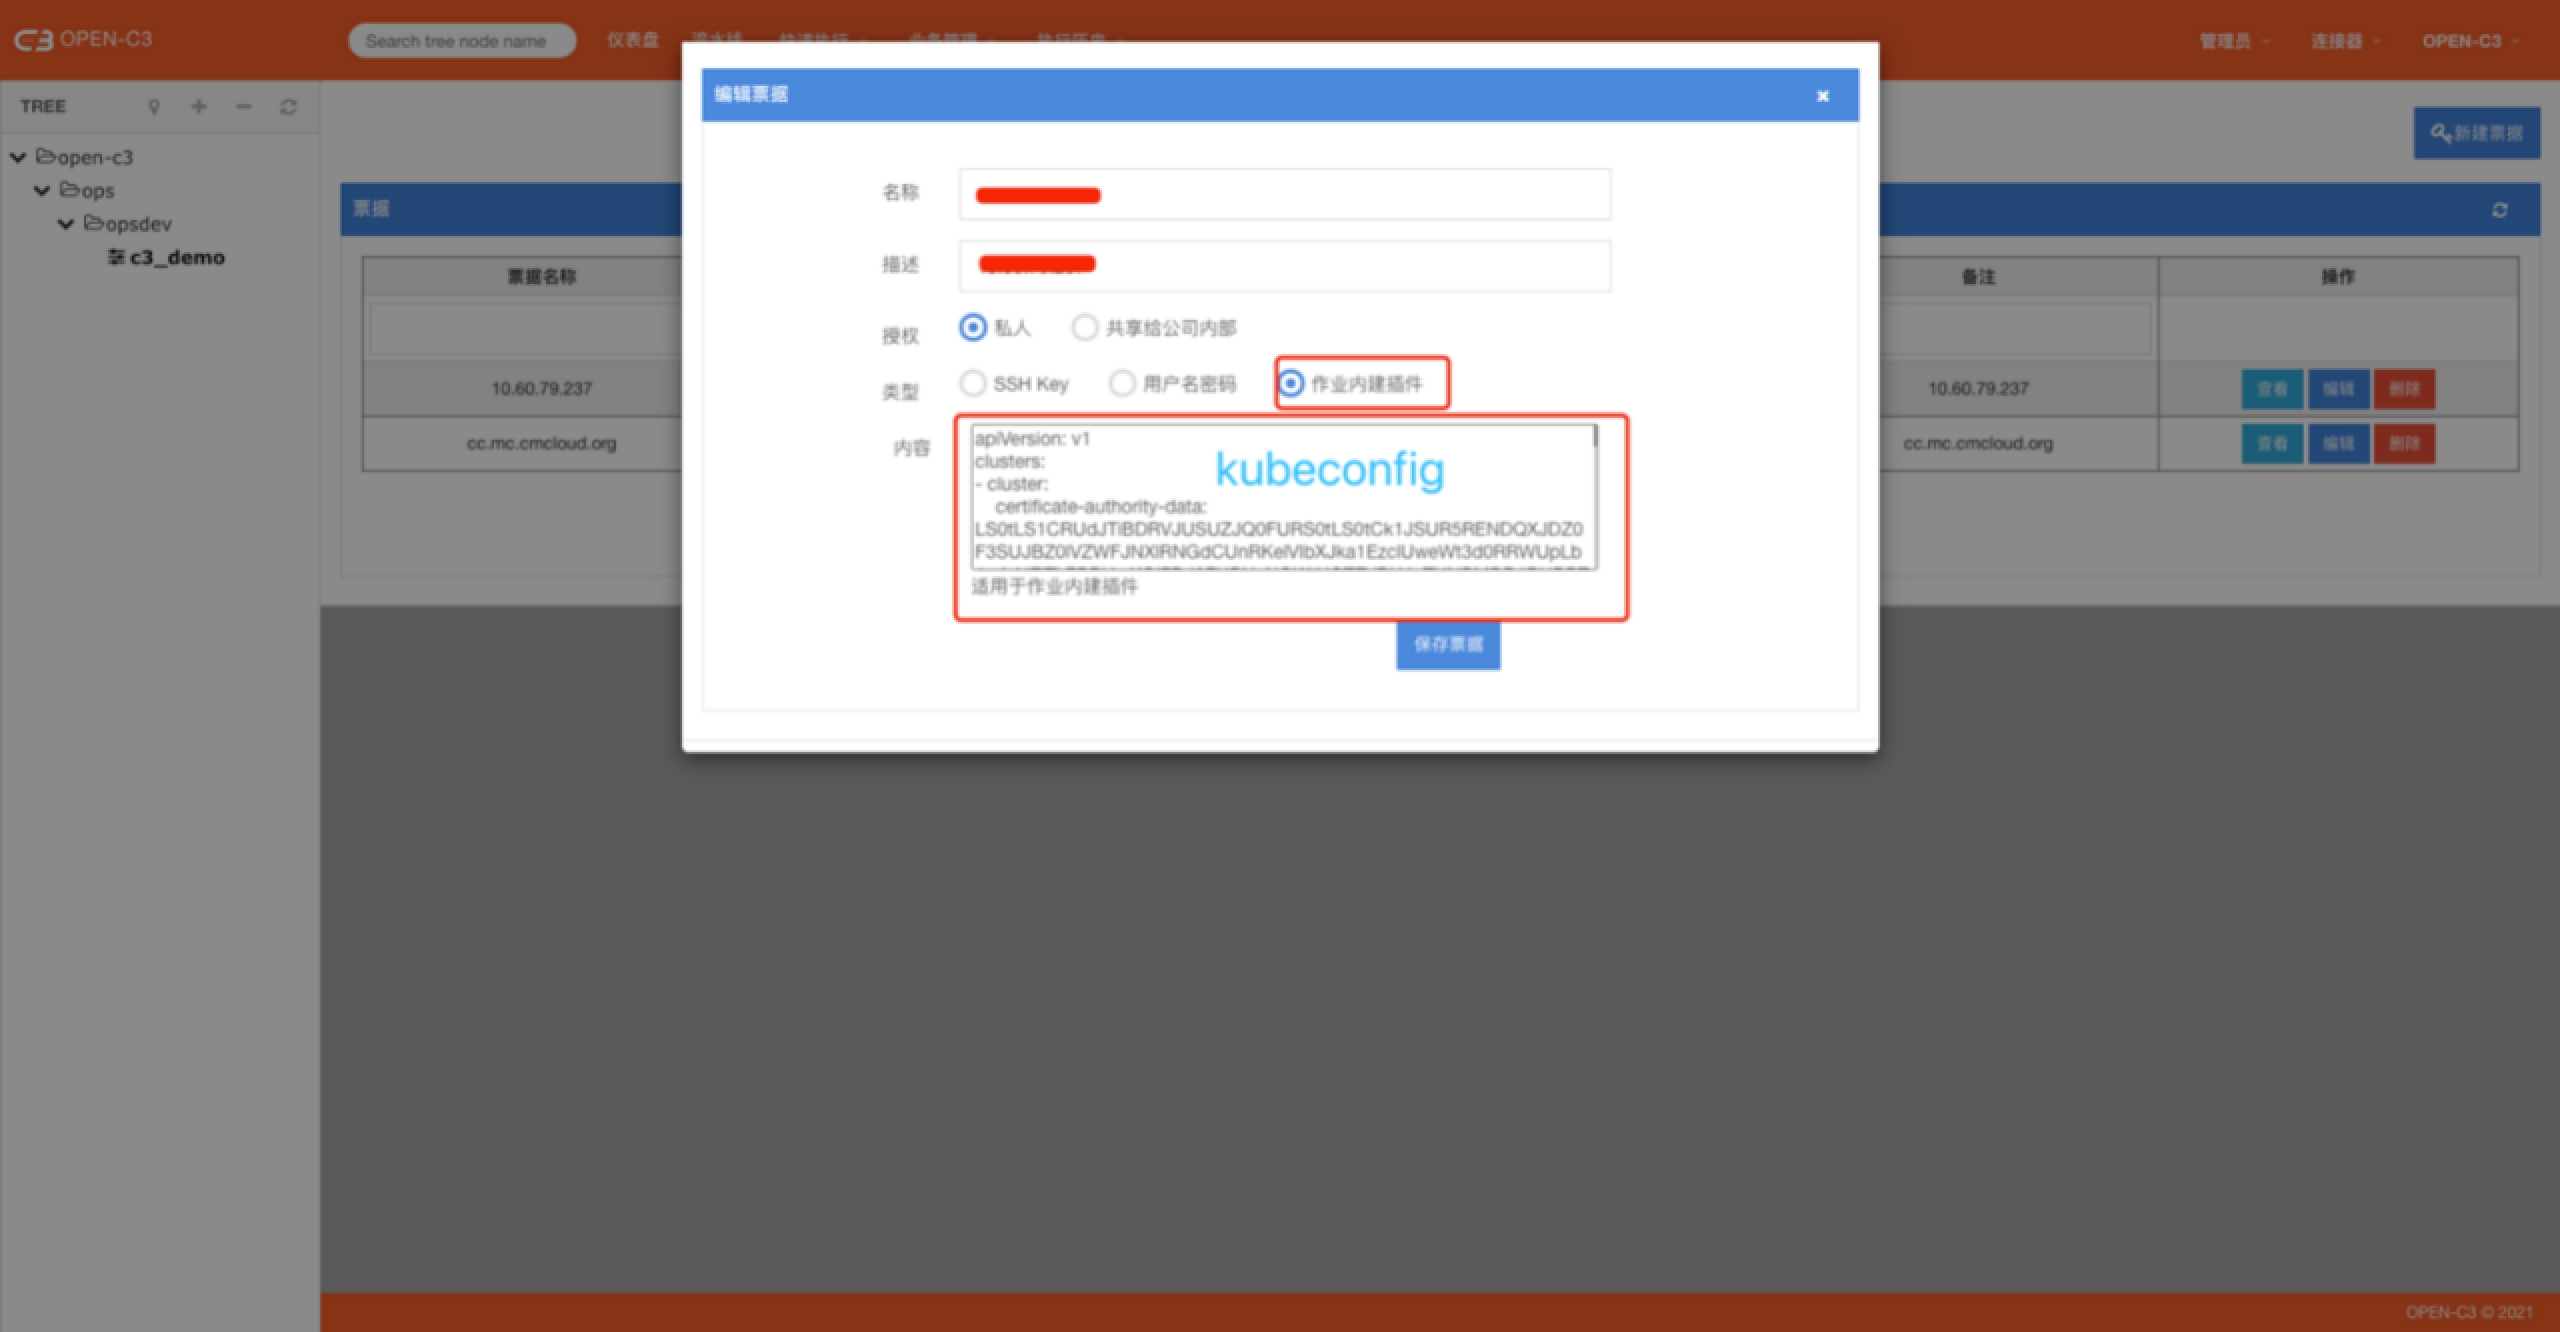 OPEN-C3
Search tree node name
仪表盘
管理员
连接器
OPEN-C3
TREE
open-c3
ops
opsdev
c3_demo
新建票据
票据
票据名称
备注
操作
10.60.79.237
10.60.79.237
查看
编辑
删除
cc.mc.cmcloud.org
cc.mc.cmcloud.org
查看
编辑
删除
编辑票据
名称
描述
授权
私人
共享给公司内部
类型
SSH Key
用户名密码
作业内建插件
内容
apiVersion: v1
clusters:
- cluster:
certificate-authority-data:
kubeconfig
适用于作业内建插件
保存票据
OPEN-C3 © 2021